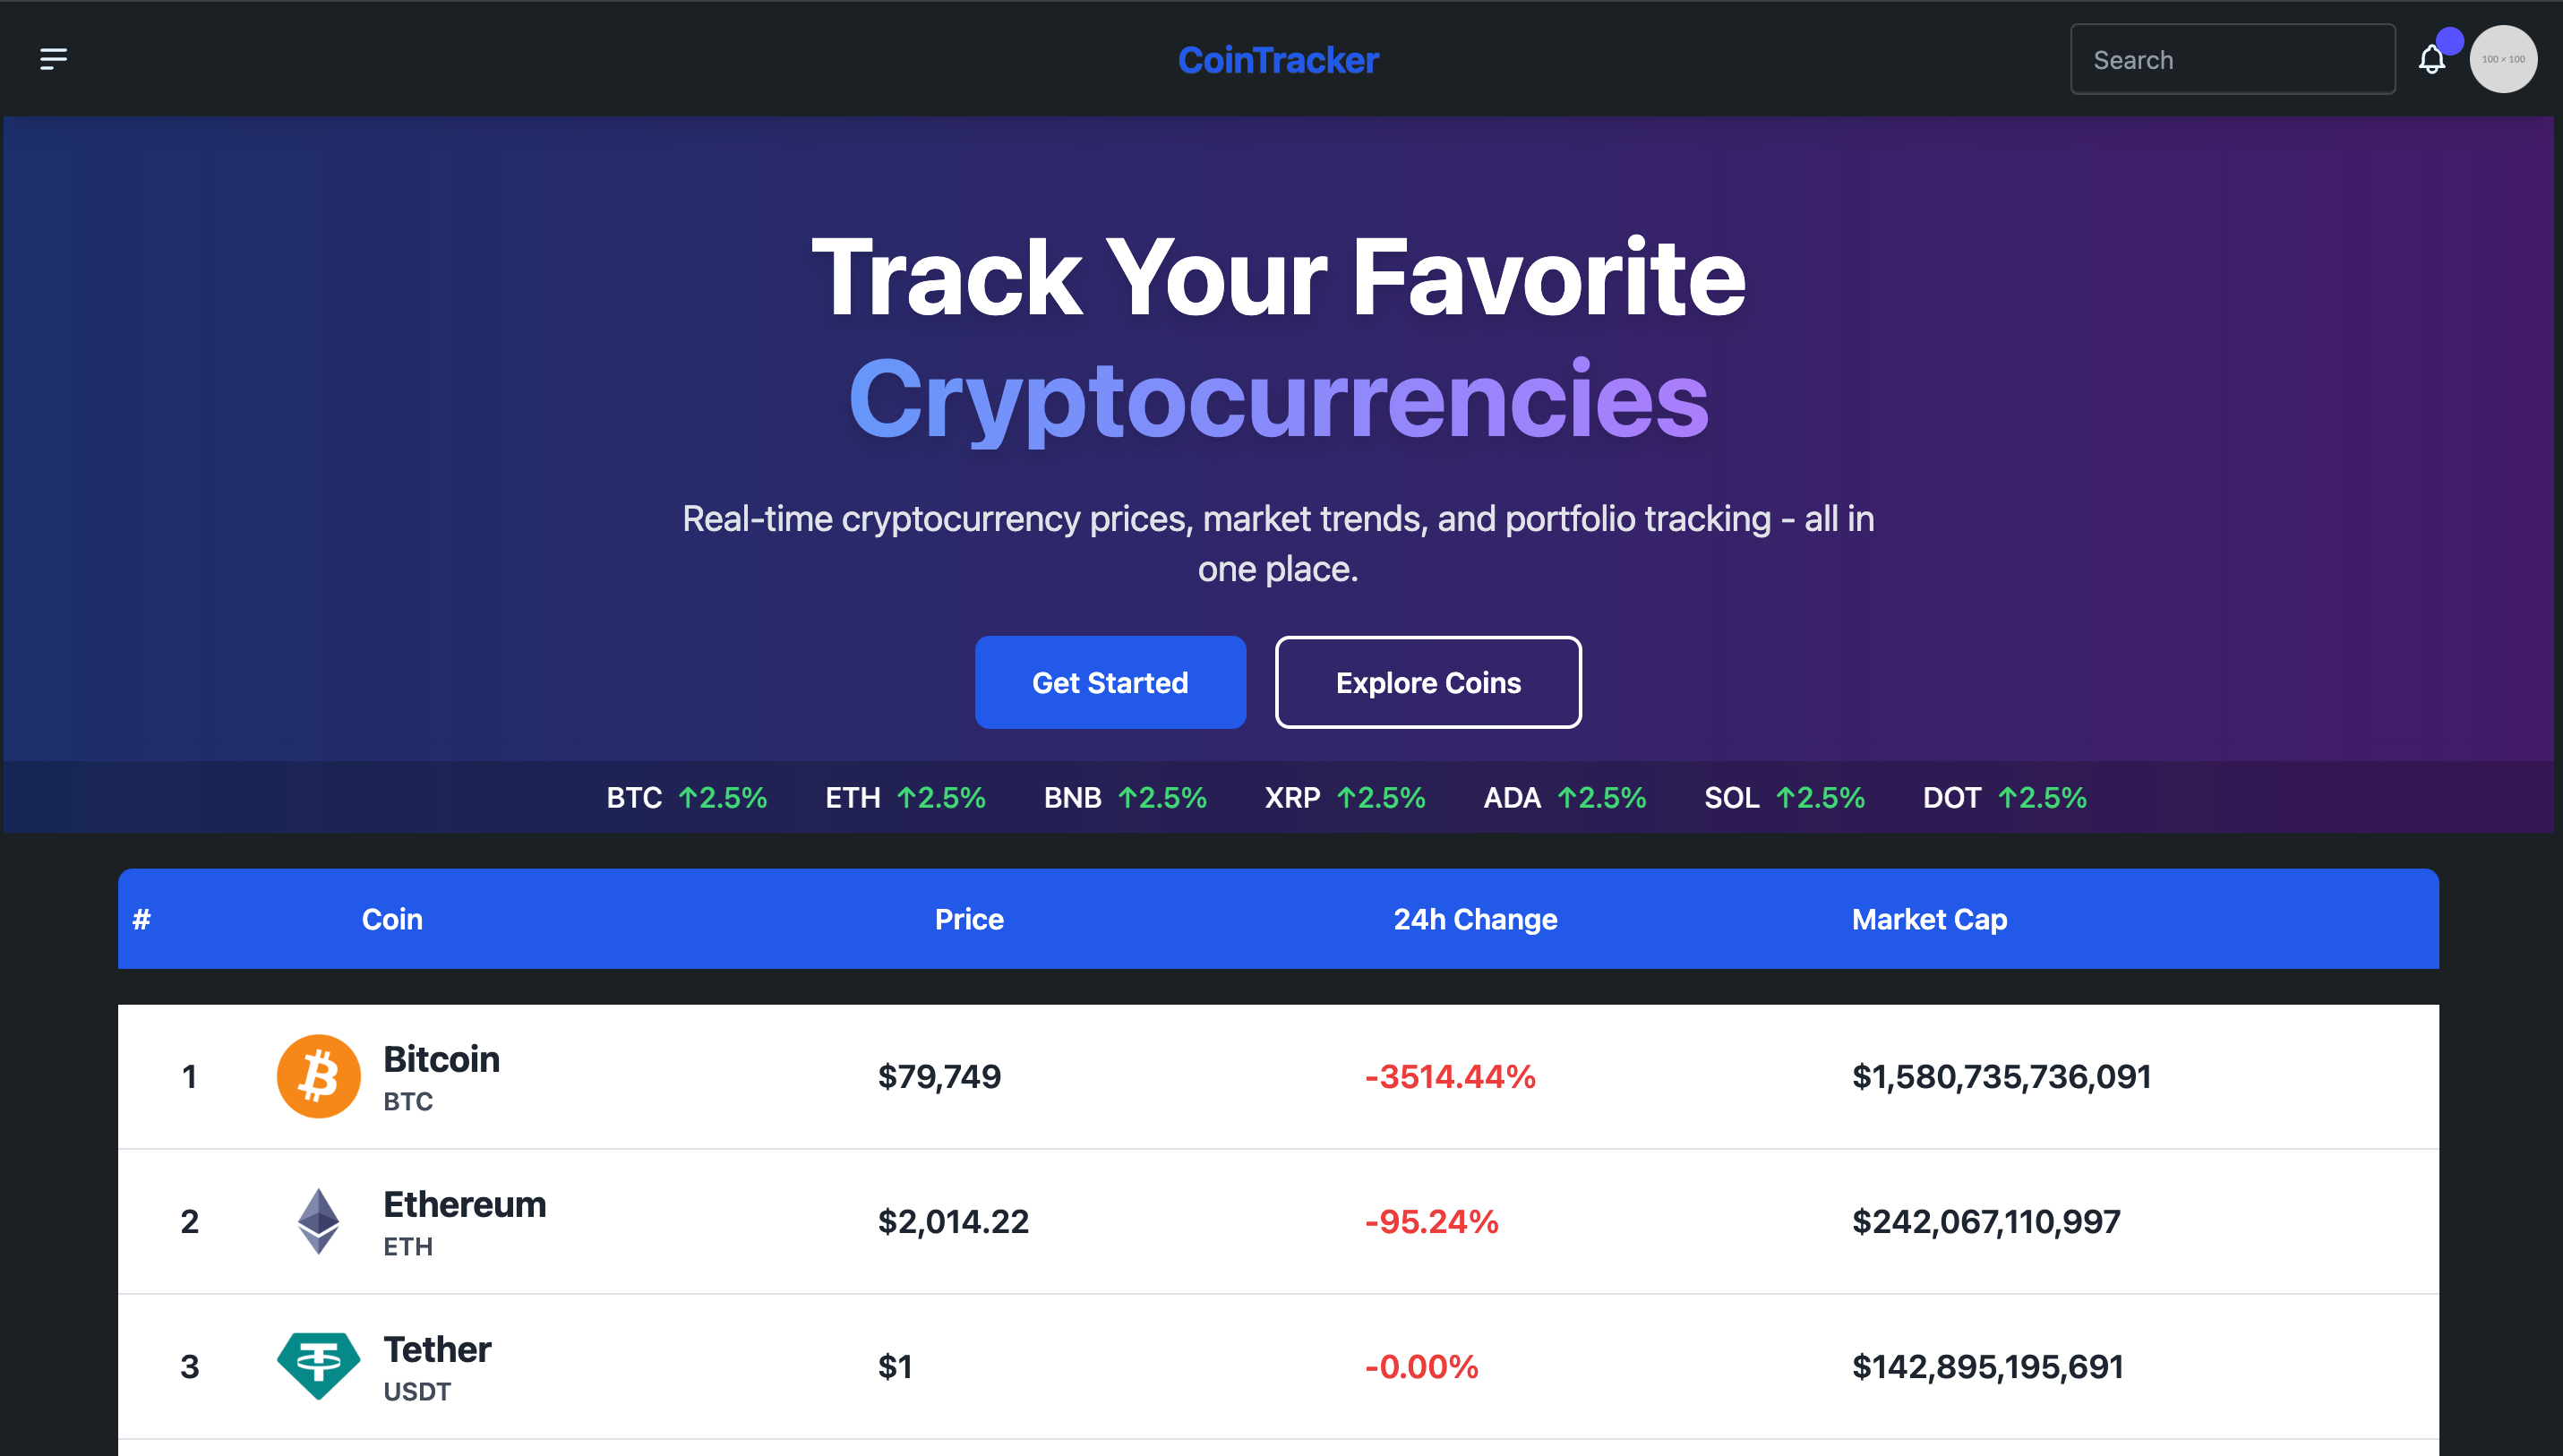 CoinTracker
Search
100 × 100
Track Your Favorite
Cryptocurrencies
Real-time cryptocurrency prices, market trends, and portfolio tracking - all in
one place.
Get Started Explore Coins
BTC ↑2.5% ETH ↑2.5% BNB ↑2.5% XRP ↑2.5% ADA ↑2.5% SOL ↑2.5% DOT ↑2.5%
# Coin Price 24h Change Market Cap
1 Bitcoin $79,749 -3514.44% $1,580,735,736,091
BTC
2 Ethereum $2,014.22 -95.24% $242,067,110,997
ETH
3 Tether $1 -0.00% $142,895,195,691
USDT